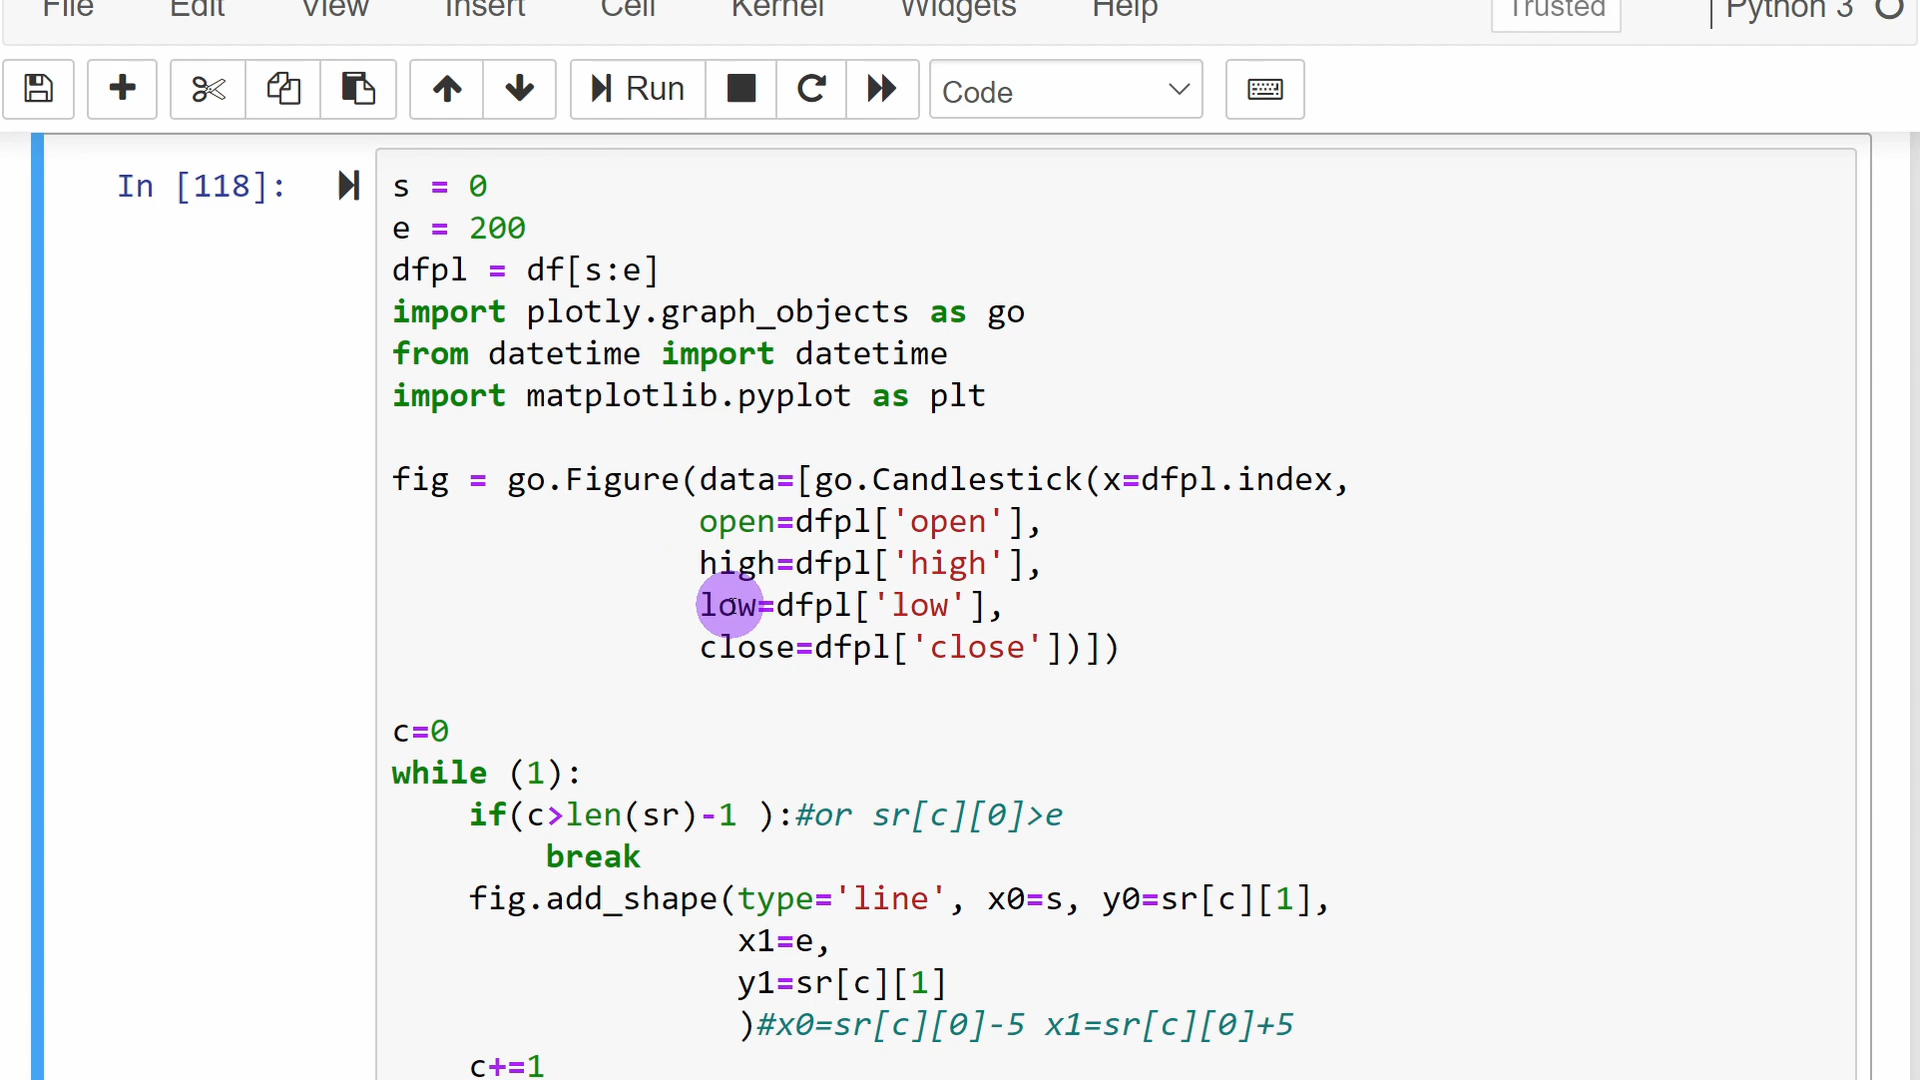 File Edit View Insert Cell Kernel Widgets Help Trusted Python 3
Run Code
In [118]:
s = 0
e = 200
dfpl = df[s:e]
import plotly.graph_objects as go
from datetime import datetime
import matplotlib.pyplot as plt
fig = go.Figure(data=[go.Candlestick(x=dfpl.index,
open=dfpl['open'],
high=dfpl['high'],
low=dfpl['low'],
close=dfpl['close'])])
c=0
while (1):
if(c>len(sr)-1 ):#or sr[c][0]>e
break
fig.add_shape(type='line', x0=s, y0=sr[c][1],
x1=e,
y1=sr[c][1]
)#x0=sr[c][0]-5 x1=sr[c][0]+5
c+=1